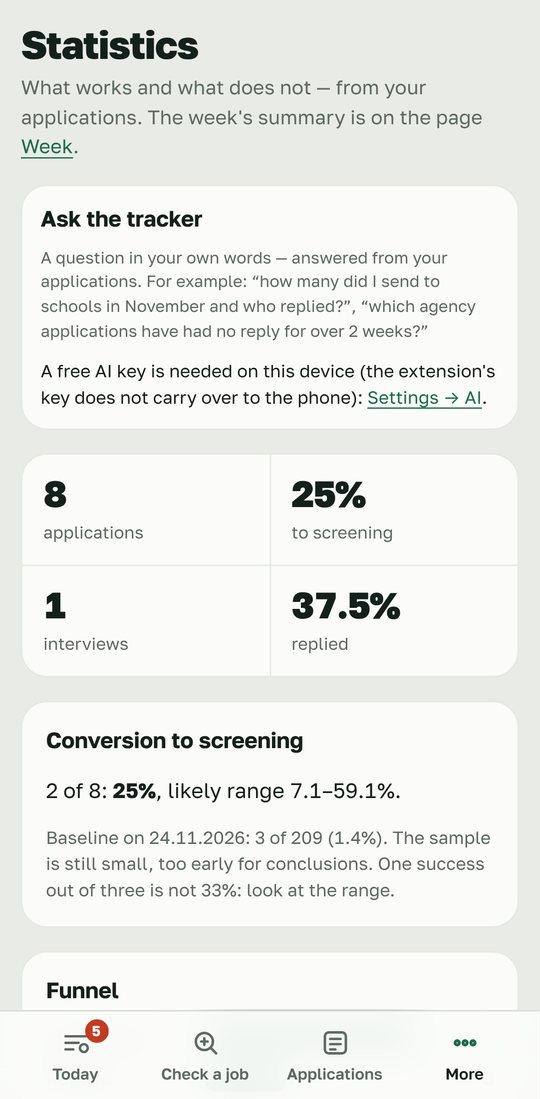 Statistics
What works and what does not — from your
applications. The week's summary is on the page
Week.
Ask the tracker
A question in your own words — answered from your
applications. For example: “how many did I send to
schools in November and who replied?”, “which agency
applications have had no reply for over 2 weeks?”
A free AI key is needed on this device (the extension's
key does not carry over to the phone): Settings → AI.
8
applications
25%
to screening
1
interviews
37.5%
replied
Conversion to screening
2 of 8: 25%, likely range 7.1–59.1%.
Baseline on 24.11.2026: 3 of 209 (1.4%). The sample
is still small, too early for conclusions. One success
out of three is not 33%: look at the range.
Funnel
5
Today
Check a job
Applications
More